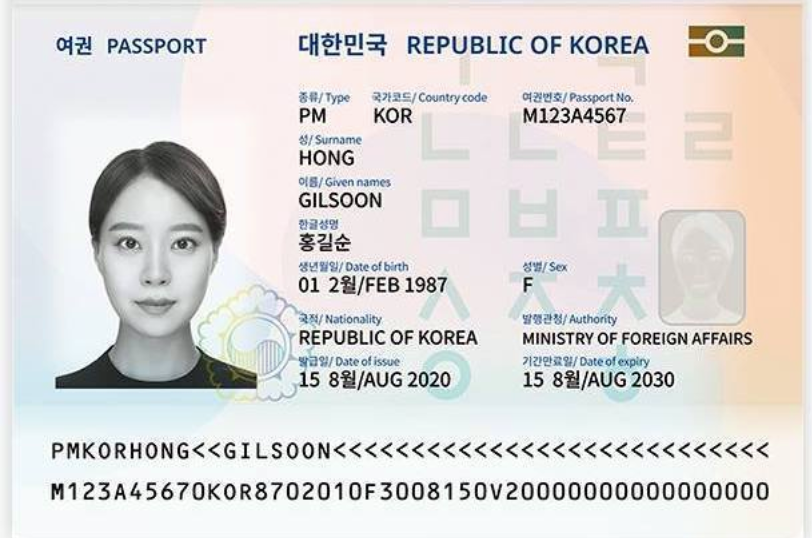 여권 PASSPORT
대한민국 REPUBLIC OF KOREA
종류/ Type 국가코드/ Country code 여권번호/ Passport No.
PM KOR M123A4567
성/ Surname
HONG
이름/ Given names
GILSOON
한글성명
홍길순
생년월일/ Date of birth 성별/ Sex
01 2월/FEB 1987 F
국적/ Nationality 발행관청/ Authority
REPUBLIC OF KOREA MINISTRY OF FOREIGN AFFAIRS
발급일/ Date of issue 기간만료일/ Date of expiry
15 8월/AUG 2020 15 8월/AUG 2030
PMKORHONG<<GILSOON<<<<<<<<<<<<<<<<<<<<<<<<<<
M123A45670KOR8702010F3008150V20000000000000000